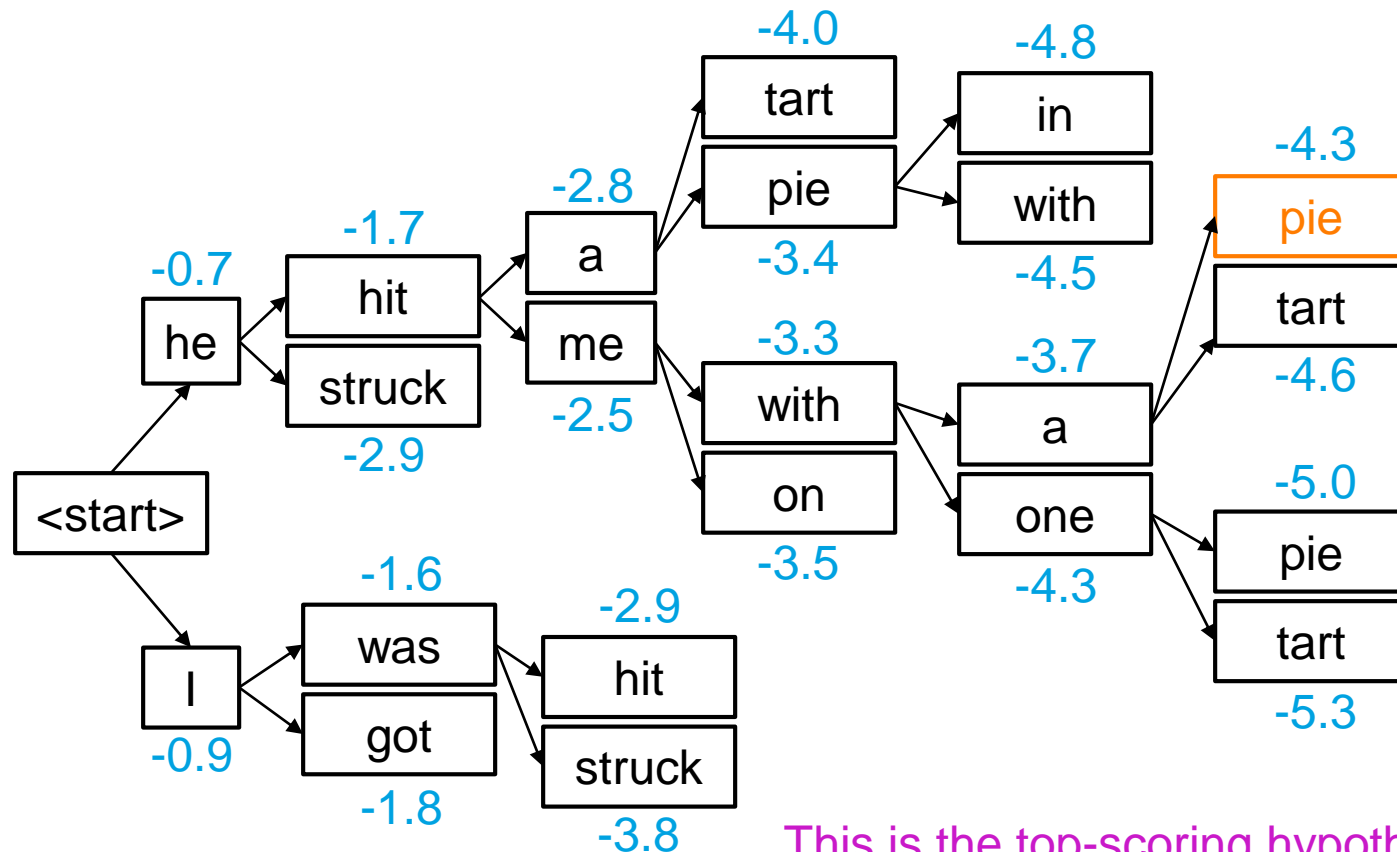 -4.0
-4.8
tart
in
-4.3
-2.8
pie
with
pie
-1.7
a
-3.4
-4.5
-0.7
hit
tart
he
me
-3.3
-3.7
-4.6
struck
-2.5
with
a
-2.9
-5.0
<start>
on
one
pie
-1.6
-3.5
-4.3
-2.9
was
tart
I
hit
-5.3
-0.9
got
struck
-1.8
-3.8
This is the top-scoring